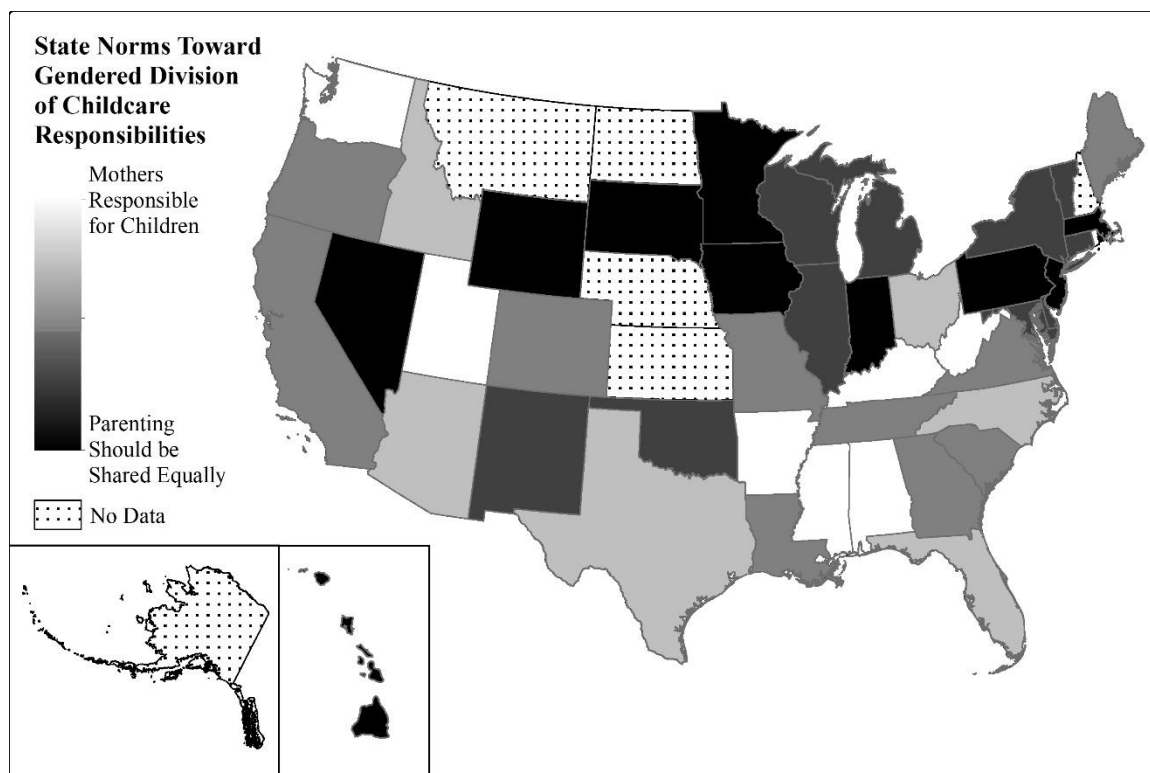 State Norms Toward
Gendered Division
of Childcare
Responsibilities
Mothers
Responsible
for Children
Parenting
Should be
Shared Equally
No Data